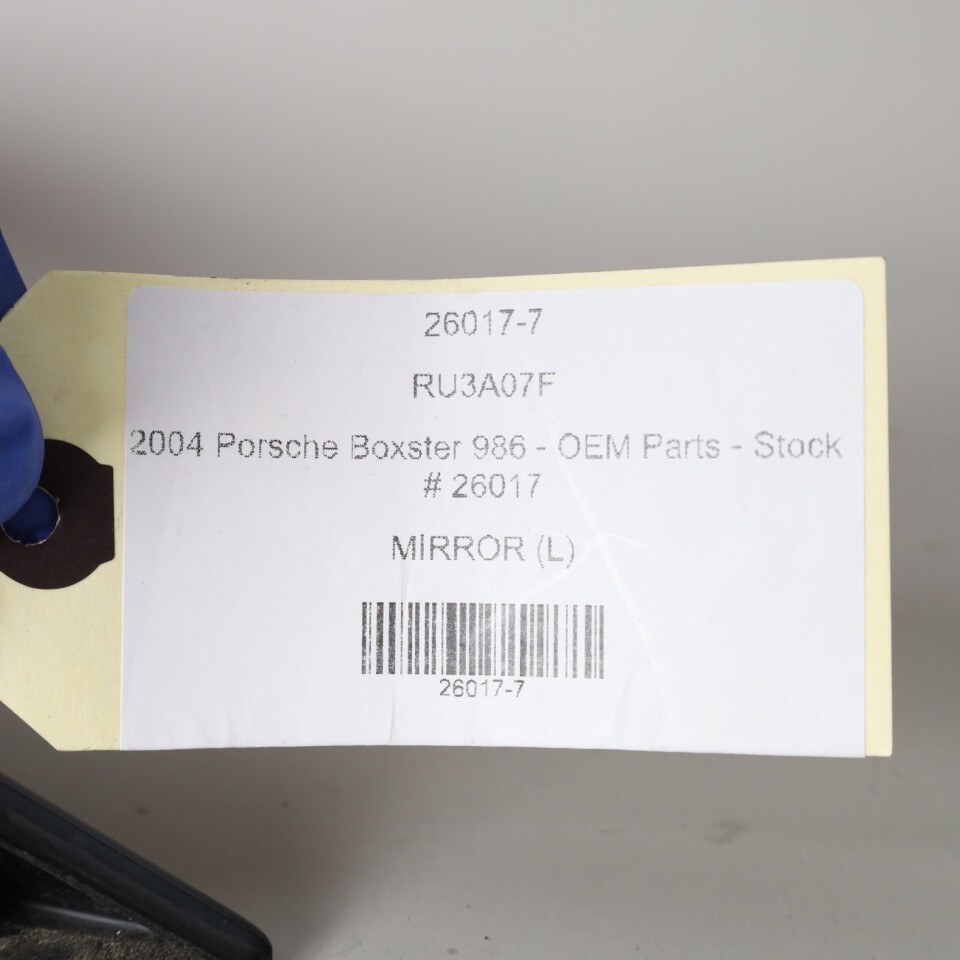 26017-7
RU3A07F
2004 Porsche Boxster 986 - OEM Parts - Stock
# 26017
MIRROR (L)
26017-7